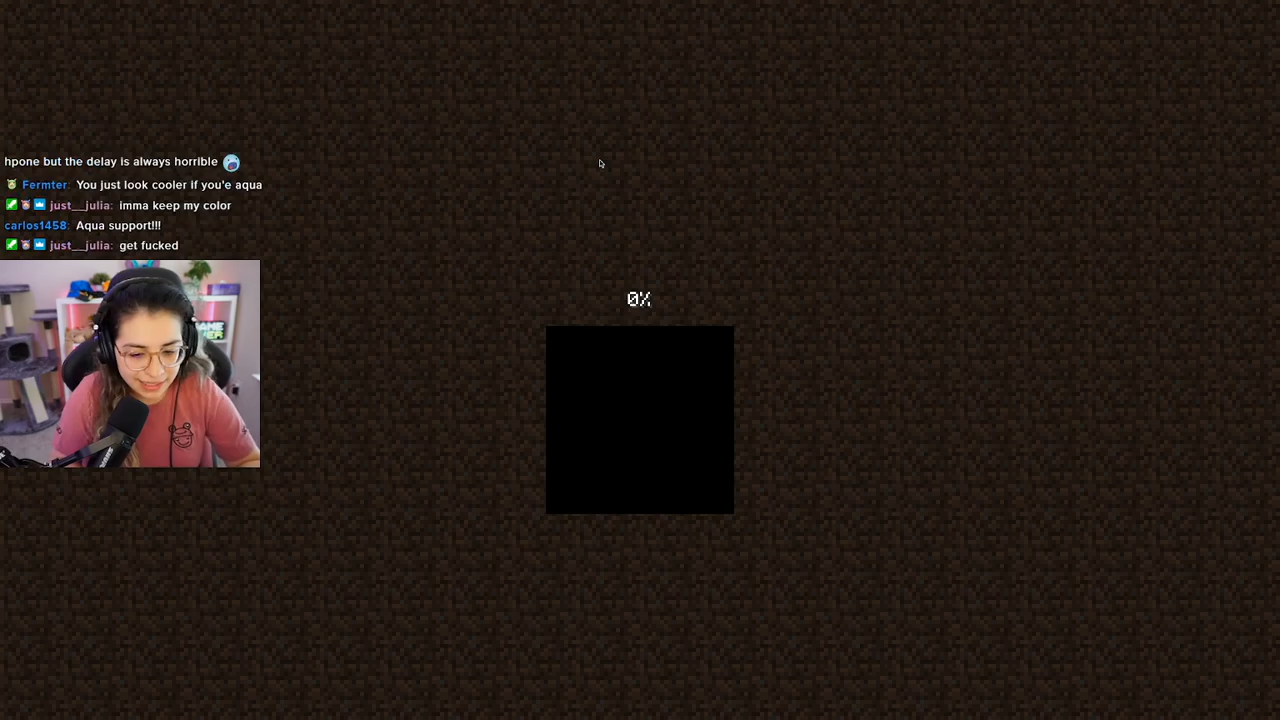 hpone but the delay is always horrible
Fermter: You just look cooler if you'e aqua
just__julia: imma keep my color
carlos1458: Aqua support!!!
just__julia: get fucked
0%